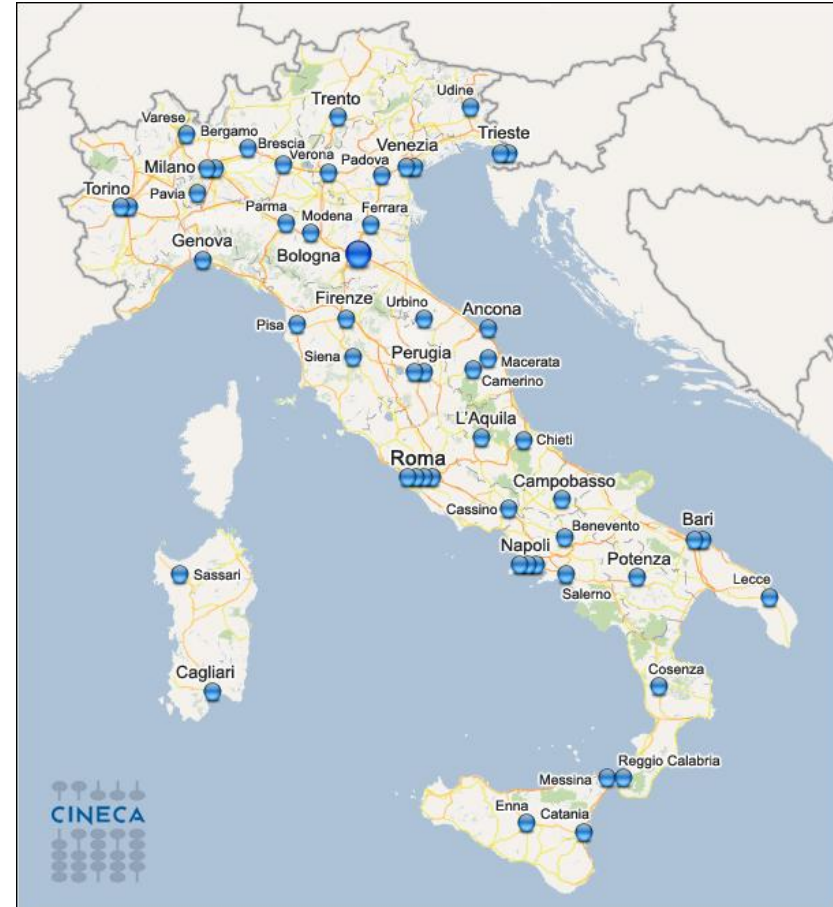 Udine
Trento
Varese
Bergamo
Trieste
Brescia
Venezia
Verona
Padova
Milano
Torino
Pavia
Parma
Modena
Ferrara
Genova
Bologna
Firenze
Urbino
Ancona
Pisa
Siena
Perugia
Macerata
Camerino
L'Aquila
Chieti
Roma
Campobasso
Cassino
Bari
Benevento
Napoli
Potenza
Sassari
Salerno
Lecce
Cagliari
Cosenza
Reggio Calabria
Messina
Enna
Catania
CINECA